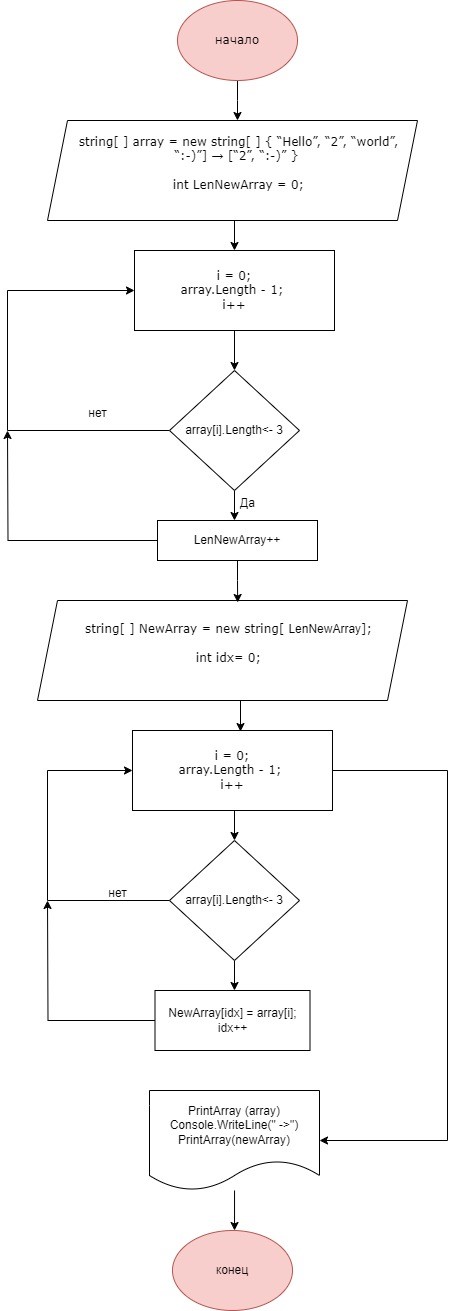 начало
string[ ] array = new string[ ] { “Hello”, “2”, “world”,
“:-)”] → [“2”, “:-)” }
int LenNewArray = 0;
i = 0;
array.Length - 1;
i++
array[i].Length<- 3
нет
Да
LenNewArray++
string[ ] NewArray = new string[ LenNewArray];
int idx= 0;
i = 0;
array.Length - 1;
i++
array[i].Length<- 3
нет
NewArray[idx] = array[i];
idx++
PrintArray (array)
Console.WriteLine(" ->")
PrintArray(newArray)
конец